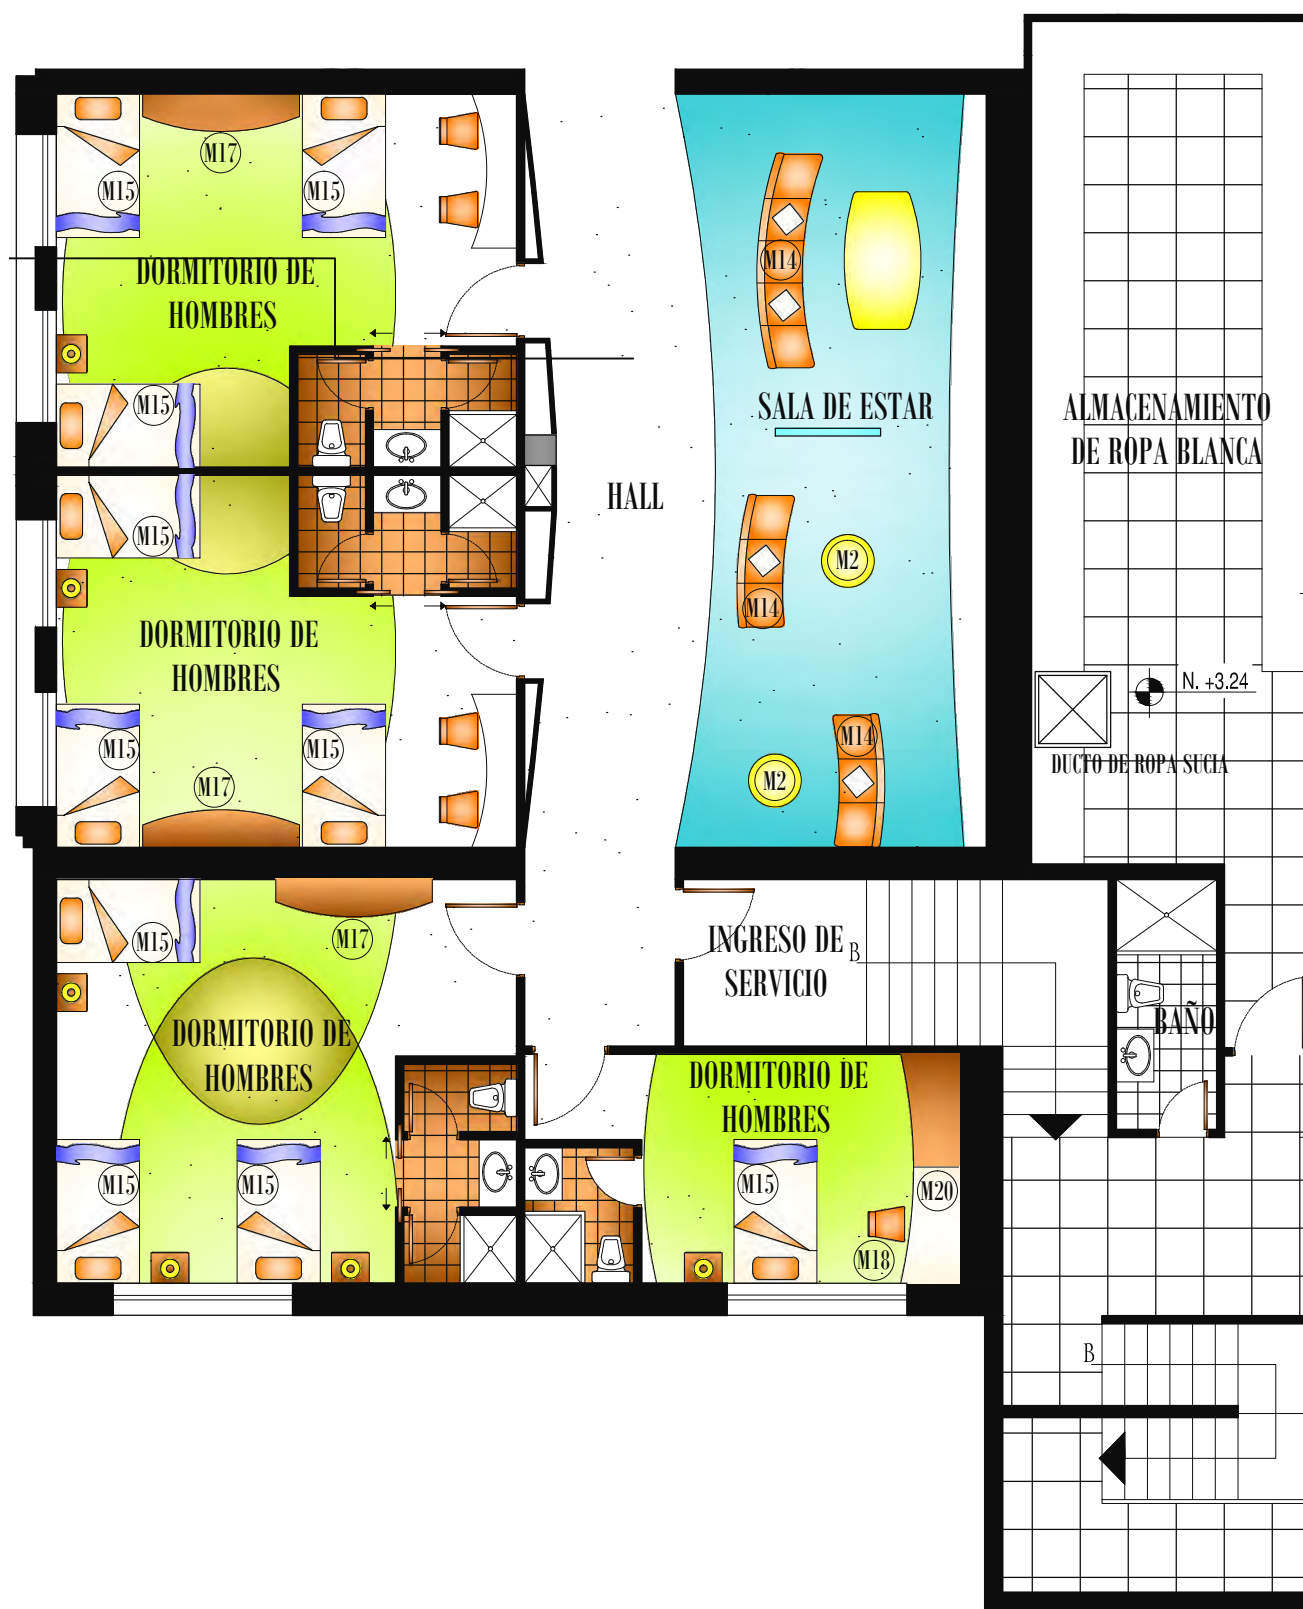 M17
M15
M15
DORMITORIO DE
HOMBRES
M15
M14
SALA DE ESTAR
ALMACENAMIENTO
DE ROPA BLANCA
HALL
M15
M2
M14
DORMITORIO DE
HOMBRES
N. +3.24
M15
M15
M17
M14
M2
DUCTO DE ROPA SUCIA
M15
M17
INGRESO DE
SERVICIO
B
BAÑO
DORMITORIO DE
HOMBRES
DORMITORIO DE
HOMBRES
M15
M15
M15
M20
M18
B